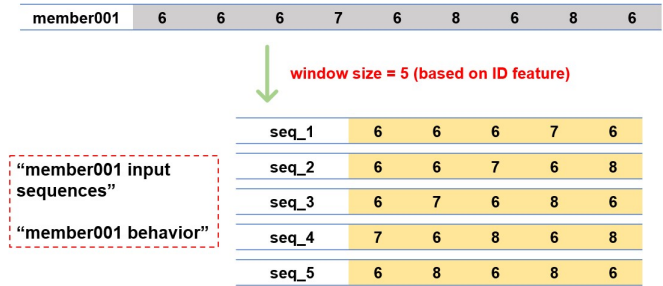 member001 6 6 6 7 6 8 6 8 6
window size = 5 (based on ID feature)
seq_1 6 6 6 7 6
seq_2 6 6 7 6 8
“member001 input
sequences”
seq_3 6 7 6 8 6
“member001 behavior”
seq_4 7 6 8 6 8
seq_5 6 8 6 8 6